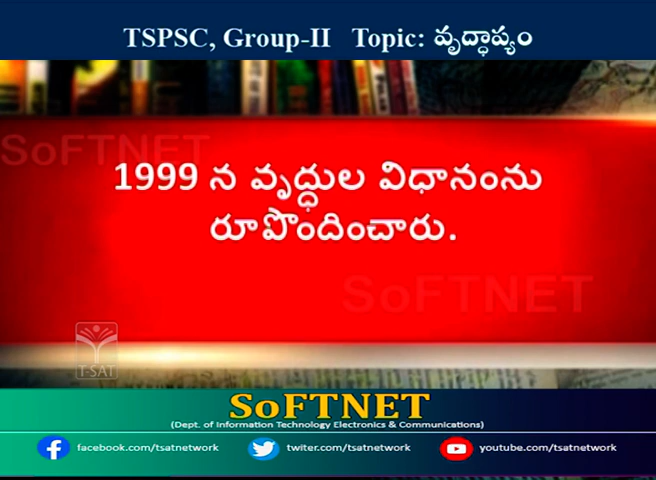 TSPSC, Group-II Topic: వృద్ధాప్యం
SoFTNET
1999 న వృద్ధుల విధానంను
రూపొందించారు.
SoFTNET
T-SAT
SoFTNET
(Dept. of Information Technology Electronics & Communications)
facebook.com/tsatnetwork twiter.com/tsatnetwork youtube.com/tsatnetwork